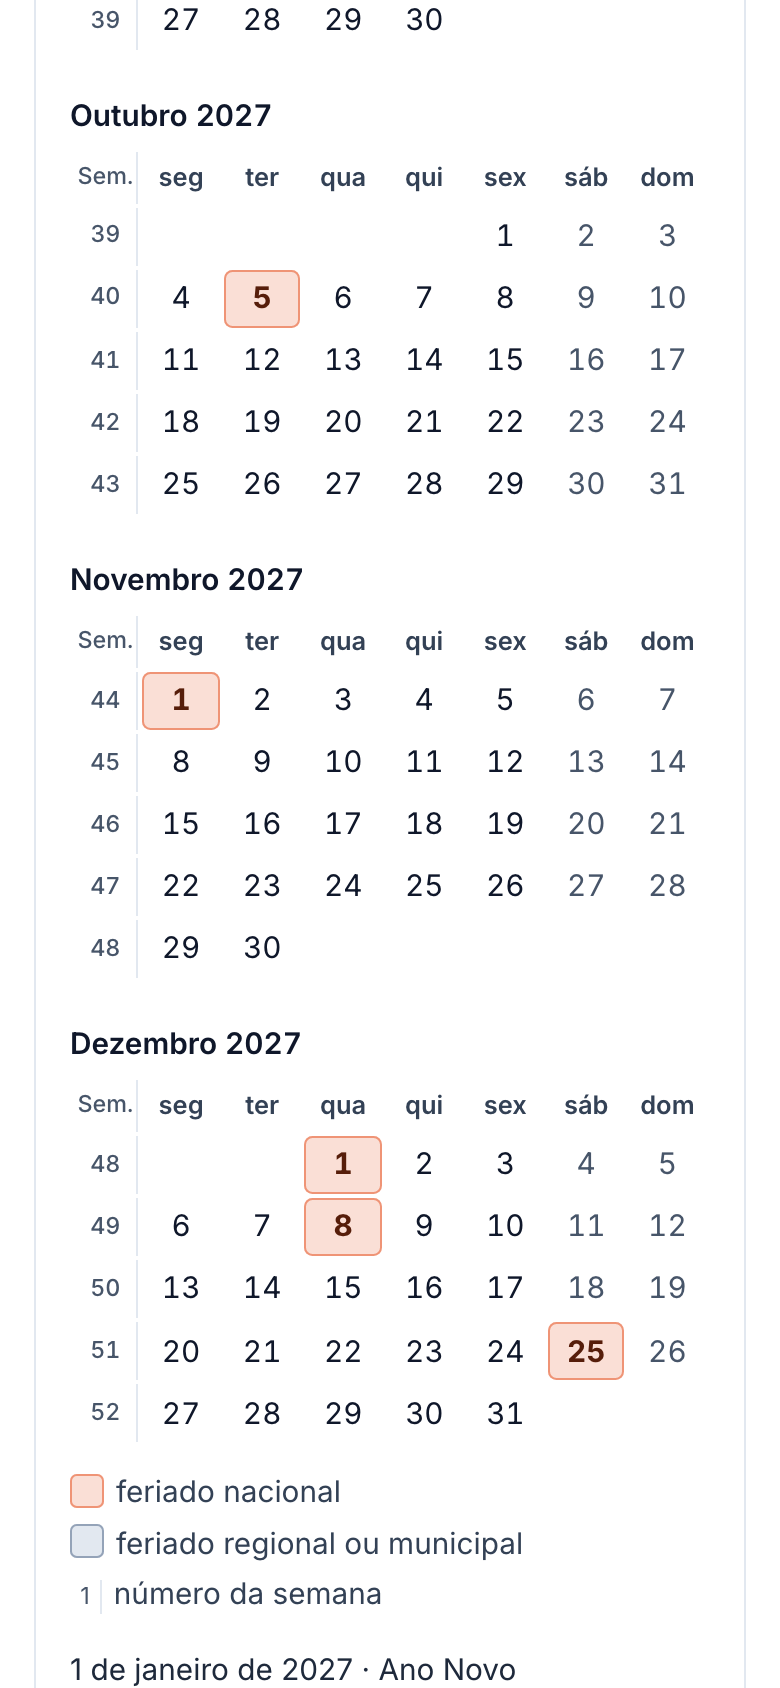 39 27 28 29 30
Outubro 2027
Sem. seg ter qua qui sex sáb dom
39 1 2 3
40 4 5 6 7 8 9 10
41 11 12 13 14 15 16 17
42 18 19 20 21 22 23 24
43 25 26 27 28 29 30 31
Novembro 2027
Sem. seg ter qua qui sex sáb dom
44 1 2 3 4 5 6 7
45 8 9 10 11 12 13 14
46 15 16 17 18 19 20 21
47 22 23 24 25 26 27 28
48 29 30
Dezembro 2027
Sem. seg ter qua qui sex sáb dom
48 1 2 3 4 5
49 6 7 8 9 10 11 12
50 13 14 15 16 17 18 19
51 20 21 22 23 24 25 26
52 27 28 29 30 31
feriado nacional
feriado regional ou municipal
1 número da semana
1 de janeiro de 2027 · Ano Novo